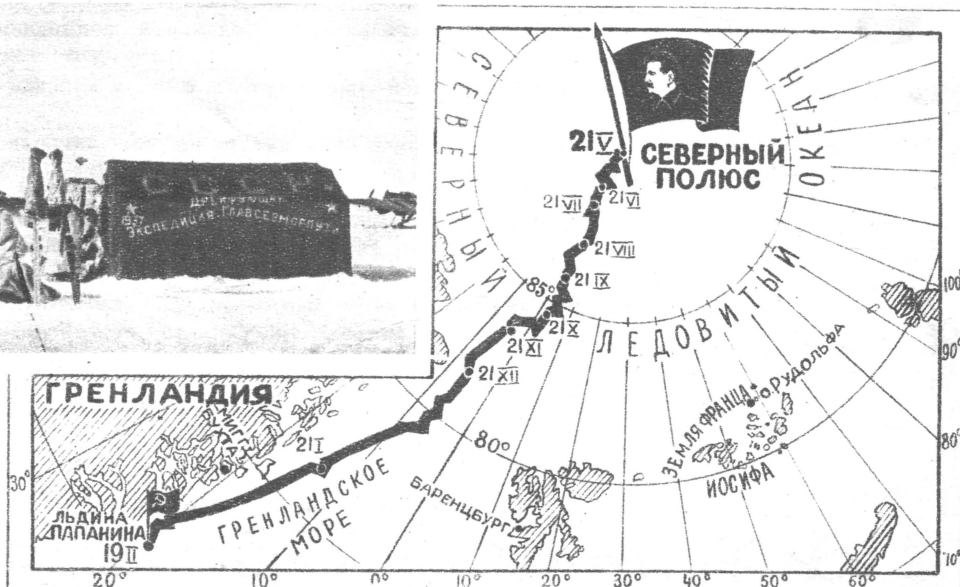 СССР
ДРЕЙФУЮЩАЯ
1937 ЭКСПЕДИЦИЯ ГЛАВСЕВМОРПУТИ
СЕВЕРНЫЙ
ЛЕДОВИТЫЙ
ОКЕАН
21 V
СЕВЕРНЫЙ
ПОЛЮС
21 VI
21 VII
21 VIII
21 IX
85°
21 X
21 XI
21 XII
ГРЕНЛАНДИЯ
21 I
ГРЕНЛАНДСКОЕ
МОРЕ
ЛЬДИНА
ПАПАНИНА
19 II
80°
БАРЕНЦБУРГ
ЗЕМЛЯ ФРАНЦА
ИОСИФА
О. РУДОЛЬФА
100°
90°
80°
70°
30°
20°
10°
0°
10°
20°
30°
40°
50°
60°